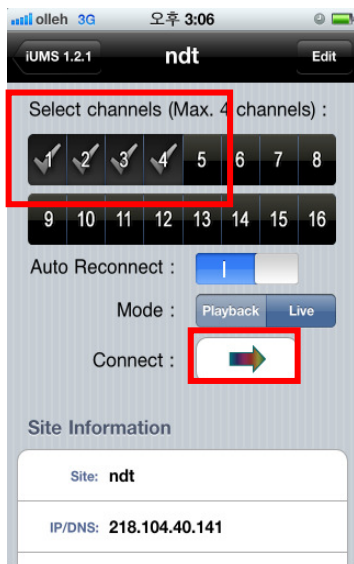 olleh 3G 오후 3:06
iUMS 1.2.1 ndt Edit
Select channels (Max. 4 channels) :
1 2 3 4 5 6 7 8
9 10 11 12 13 14 15 16
Auto Reconnect :
Mode : Playback Live
Connect :
Site Information
Site: ndt
IP/DNS: 218.104.40.141